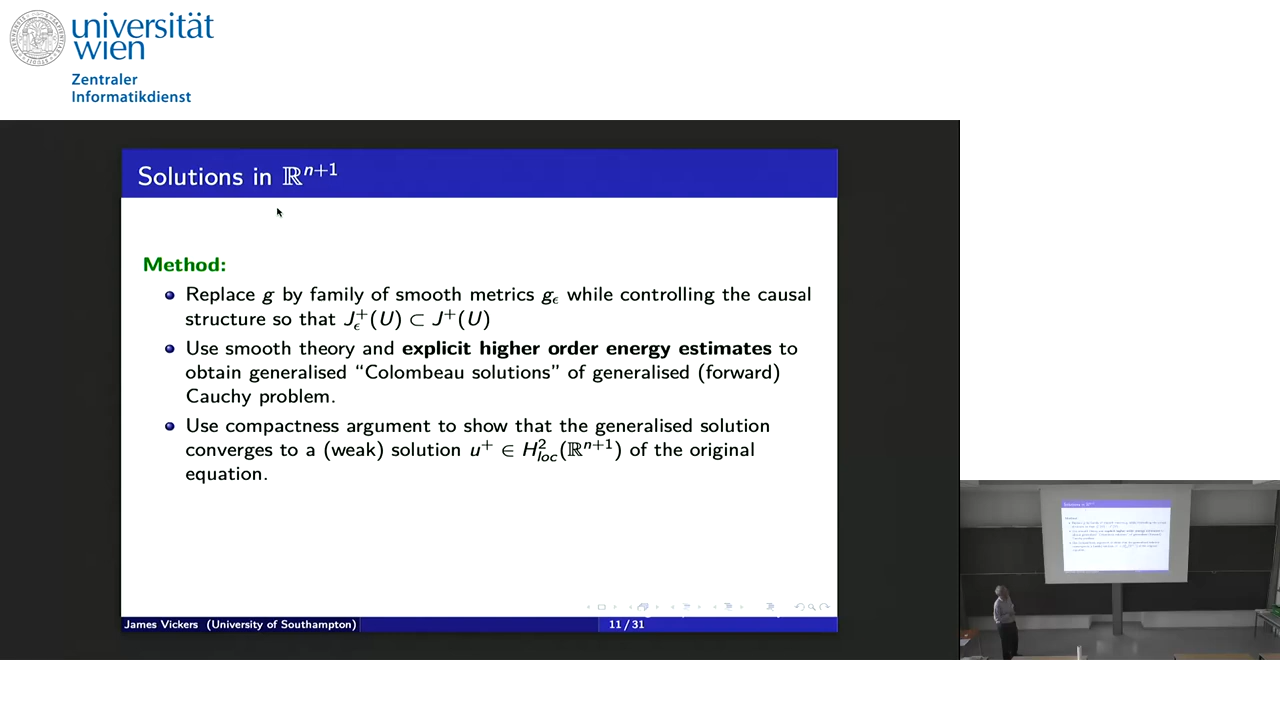 universität
wien
Zentraler
Informatikdienst
Solutions in ℝⁿ⁺¹
Method:
Replace g by family of smooth metrics g_ϵ while controlling the causal
structure so that J_ϵ⁺(U) ⊂ J⁺(U)
Use smooth theory and explicit higher order energy estimates to
obtain generalised “Colombeau solutions” of generalised (forward)
Cauchy problem.
Use compactness argument to show that the generalised solution
converges to a (weak) solution u⁺ ∈ H²_loc(ℝⁿ⁺¹) of the original
equation.
James Vickers (University of Southampton)
11 / 31